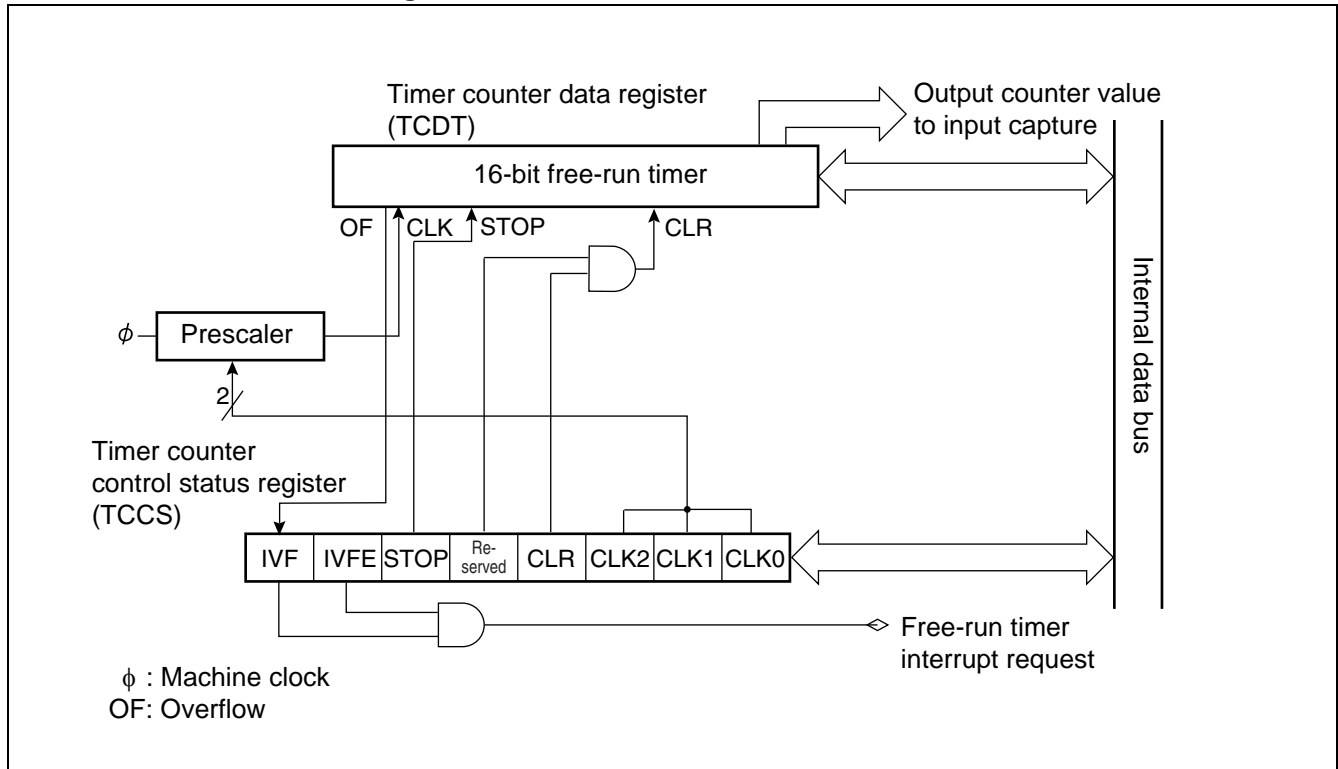 Timer counter data register
(TCDT)
Output counter value
to input capture
16-bit free-run timer
OF
CLK
STOP
CLR
Internal data bus
ϕ
Prescaler
2
Timer counter
control status register
(TCCS)
IVF
IVFE
STOP
Re-
served
CLR
CLK2
CLK1
CLK0
Free-run timer
interrupt request
ϕ : Machine clock
OF: Overflow